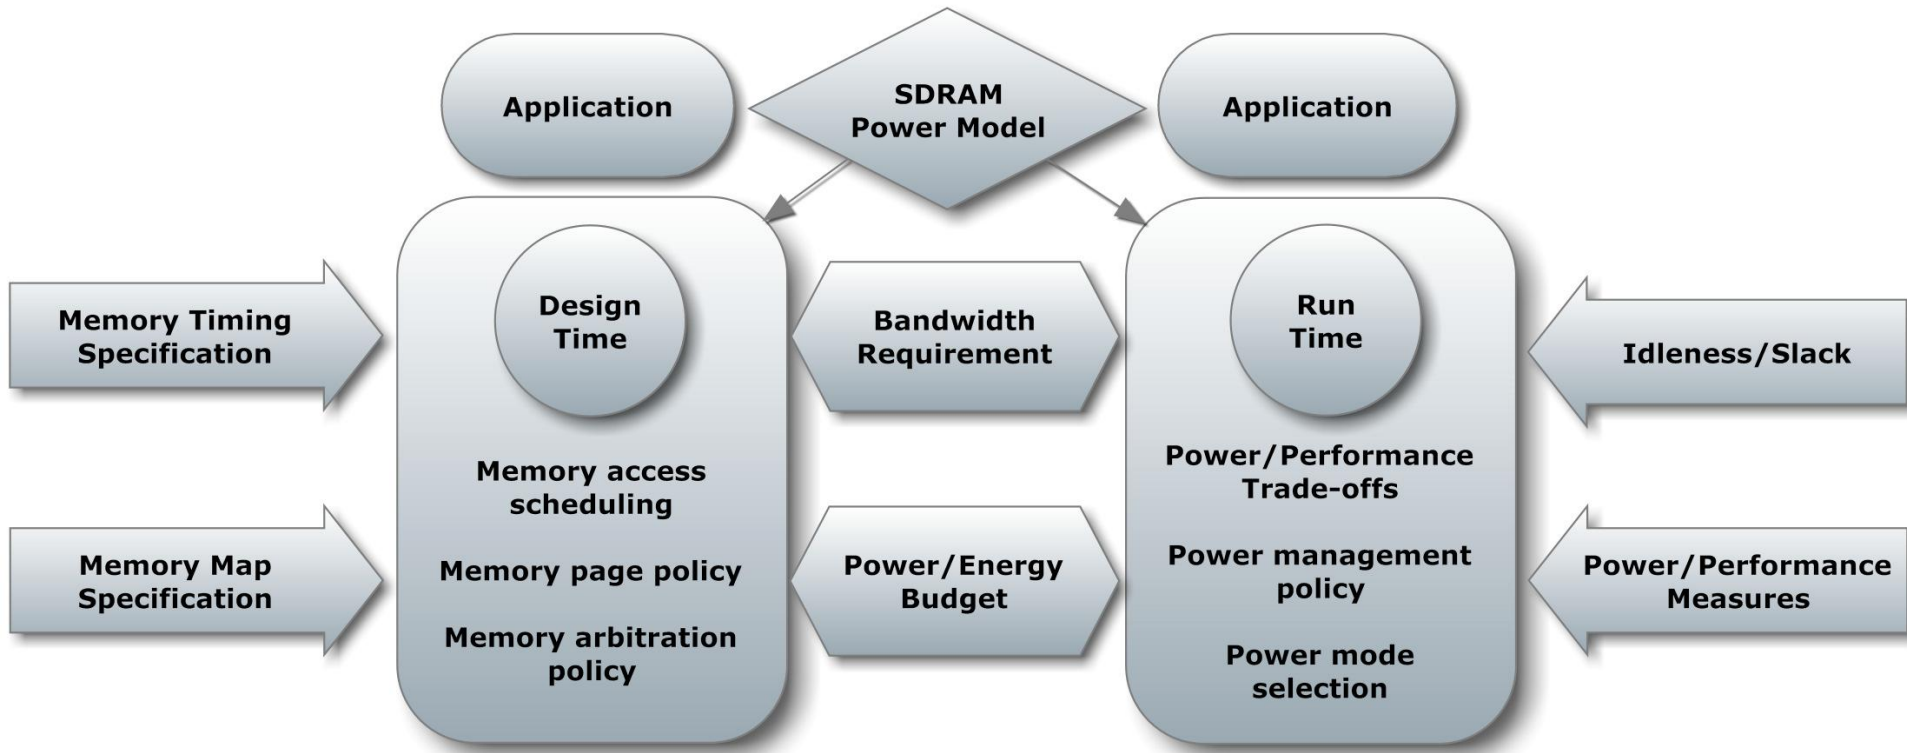 Application
SDRAM
Power Model
Application
Memory Timing
Specification
Design
Time
Bandwidth
Requirement
Run
Time
Idleness/Slack
Memory access
scheduling
Power/Performance
Trade-offs
Memory Map
Specification
Memory page policy
Power/Energy
Budget
Power management
policy
Power/Performance
Measures
Memory arbitration
policy
Power mode
selection